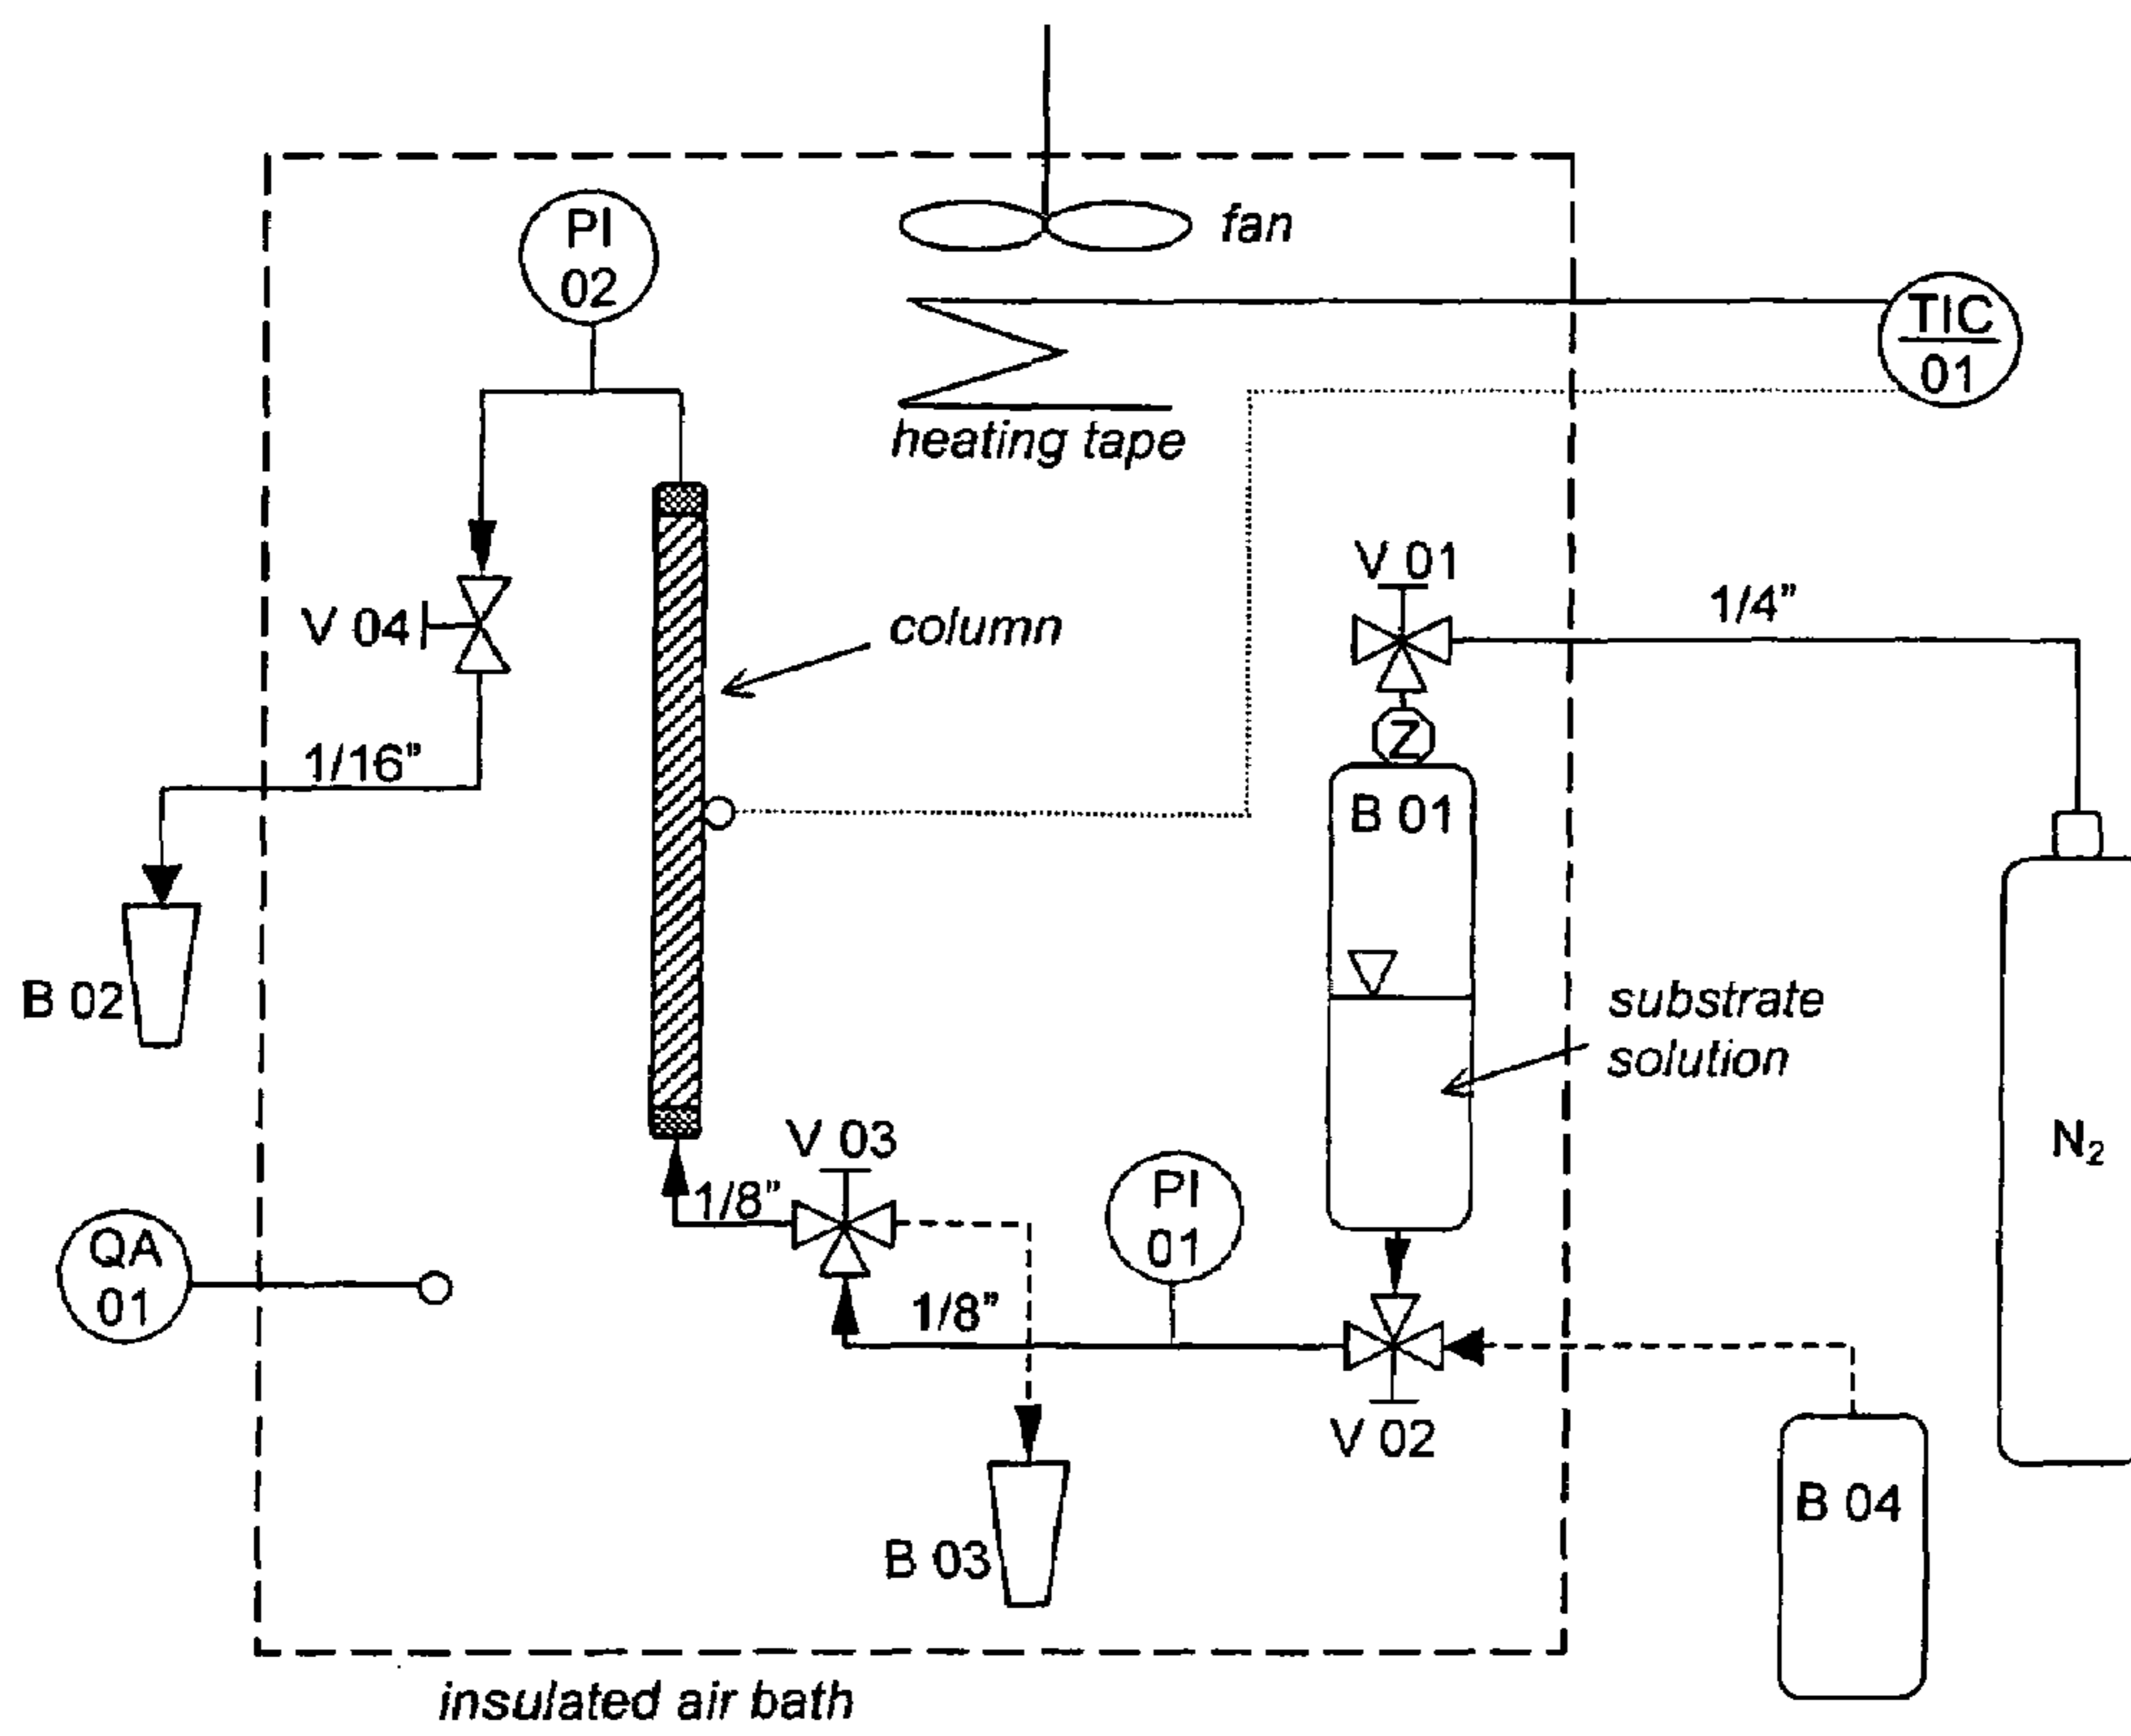 PI
02
fan
TIC
01
heating tape
V 01
1/4”
V 04
column
Z
1/16”
B 01
B 02
substrate
solution
N₂
V 03
PI
01
1/8”
QA
01
1/8”
V 02
B 04
B 03
insulated air bath